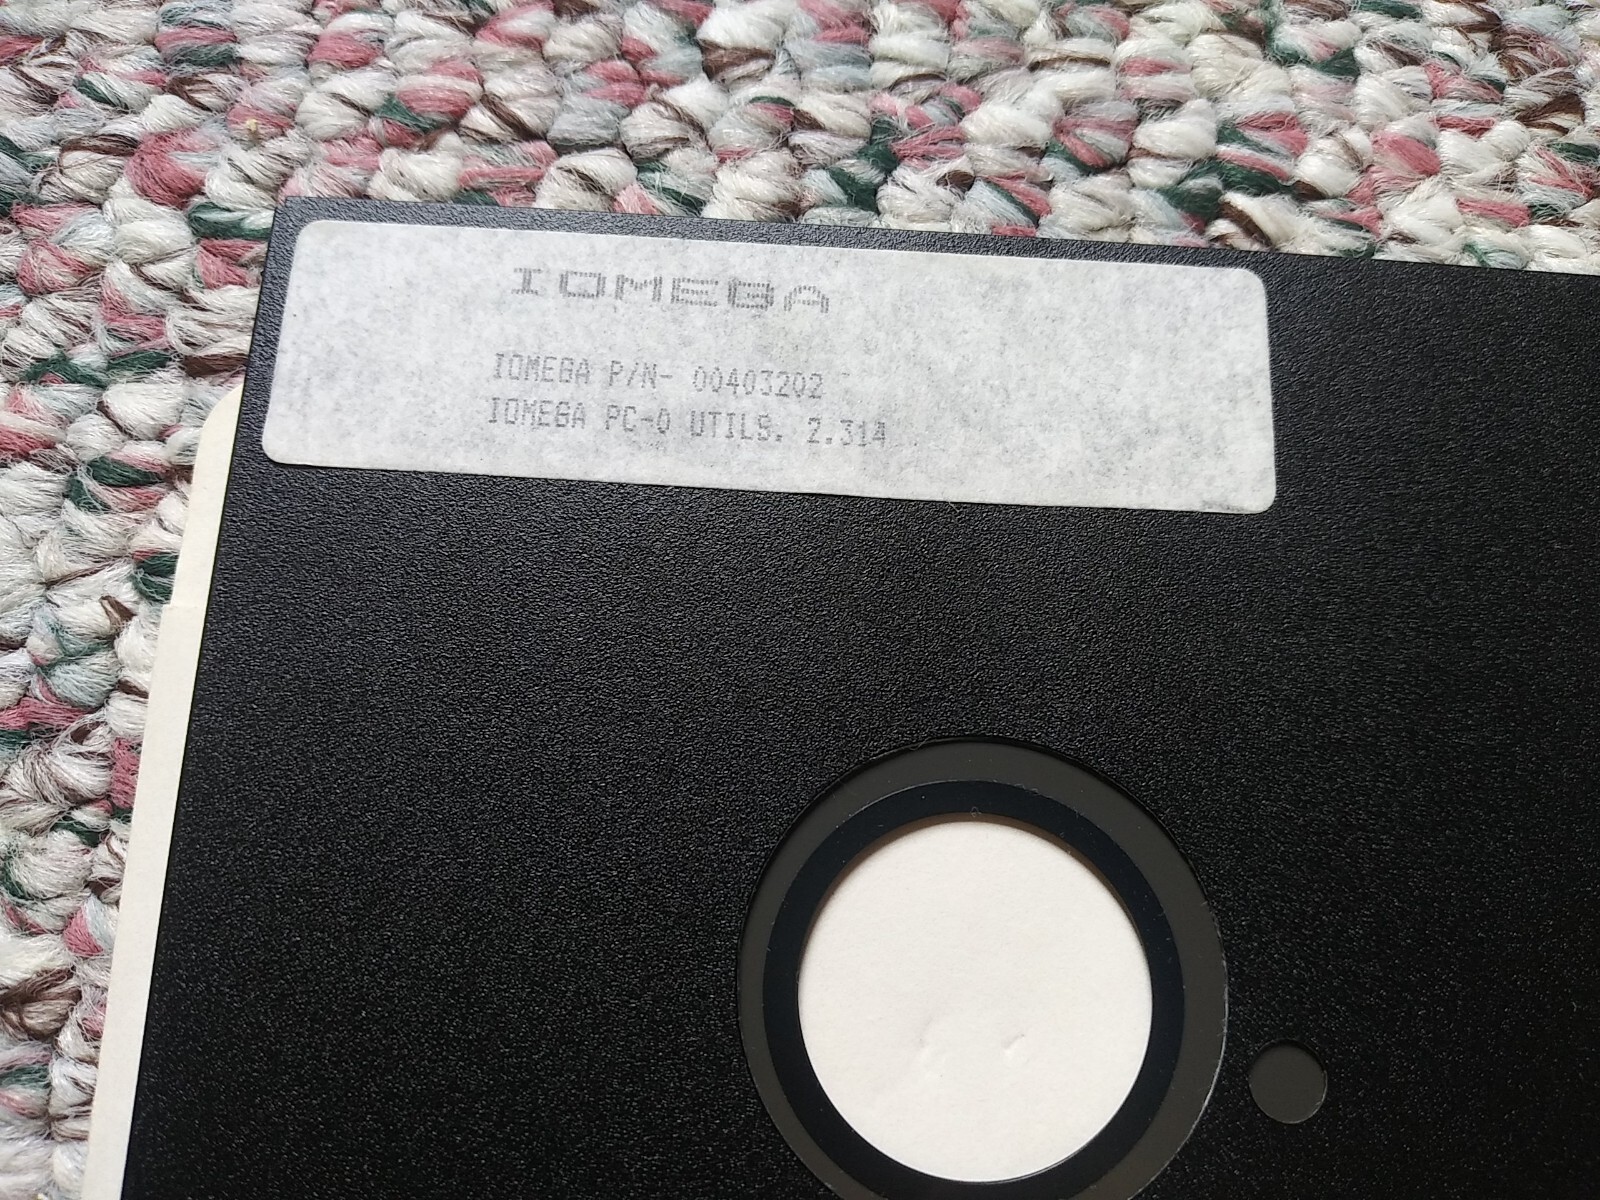 IOMEGA
IOMEGA P/N- 00403202
IOMEGA PC-0 UTILS. 2.314